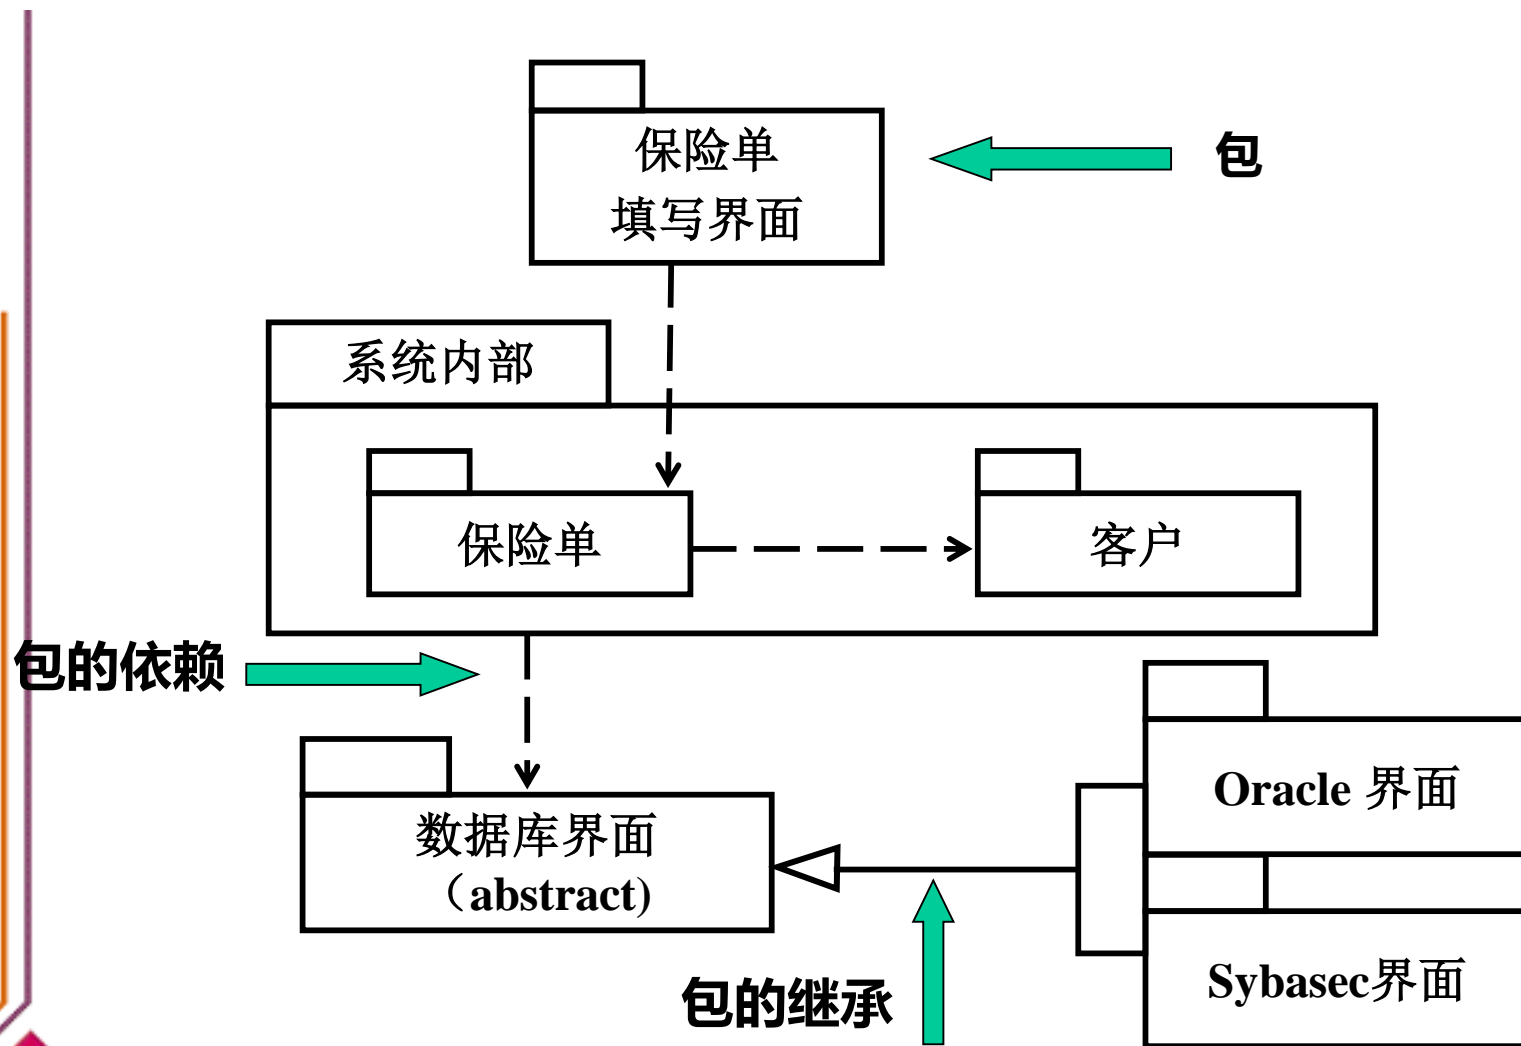 保险单
填写界面
包
系统内部
保险单
客户
包的依赖
Oracle 界面
数据库界面
（abstract)
Sybasec界面
包的继承